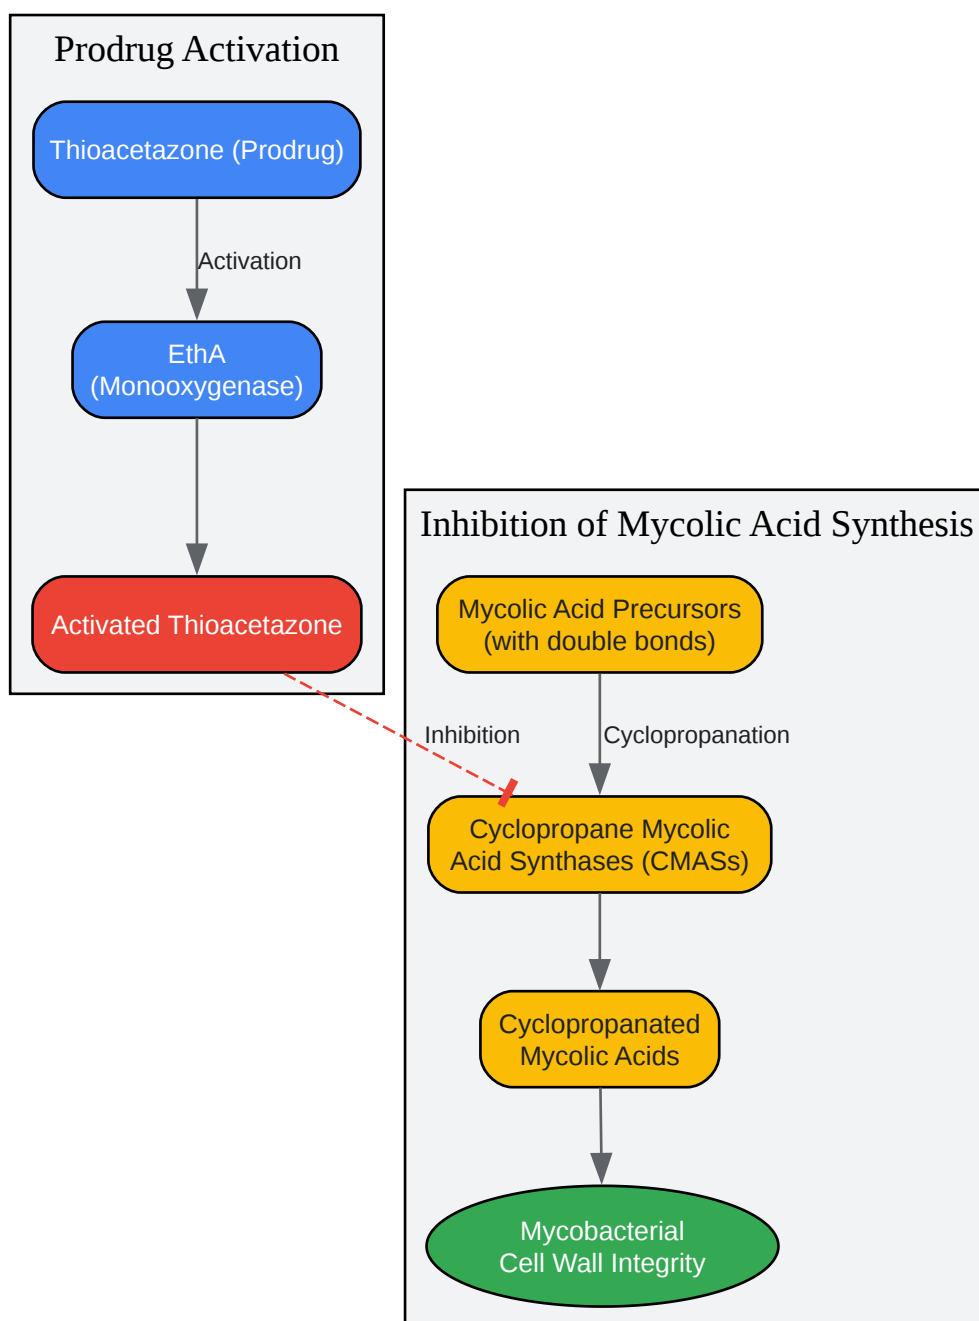 Prodrug Activation
Thioacetazone (Prodrug)
Activation
EthA
(Monooxygenase)
Activated Thioacetazone
Inhibition of Mycolic Acid Synthesis
Mycolic Acid Precursors
(with double bonds)
Inhibition
Cyclopropanation
Cyclopropane Mycolic
Acid Synthases (CMASs)
Cyclopropanated
Mycolic Acids
Mycobacterial
Cell Wall Integrity